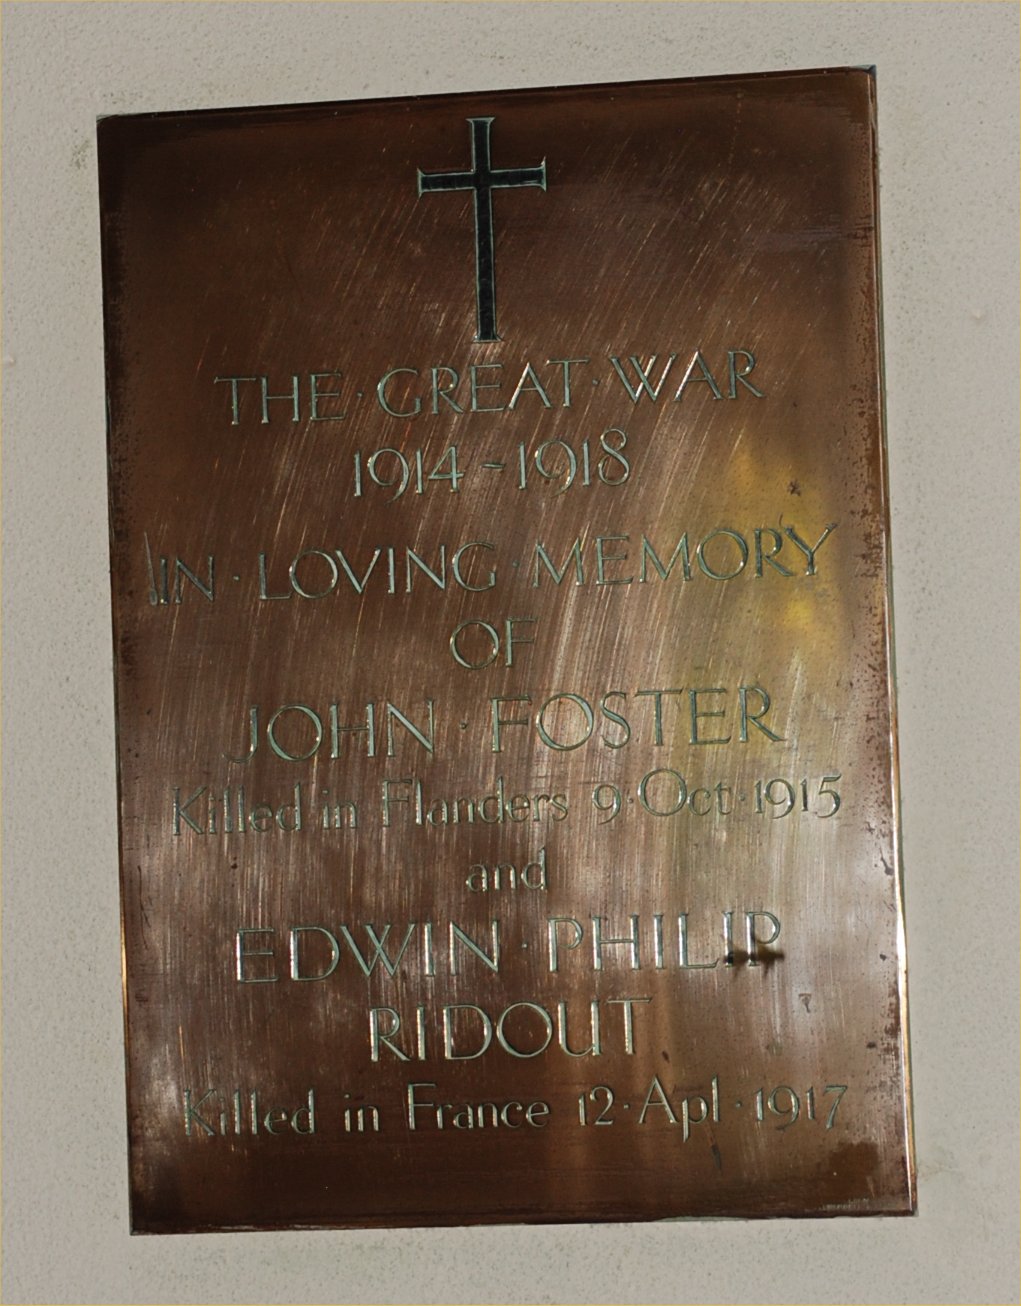 THE·GREAT·WAR
1914-1918
IN·LOVING·MEMORY
OF
JOHN·FOSTER
Killed in Flanders 9·Oct·1915
and
EDWIN·PHILIP
RIDOUT
Killed in France 12·Apl·1917